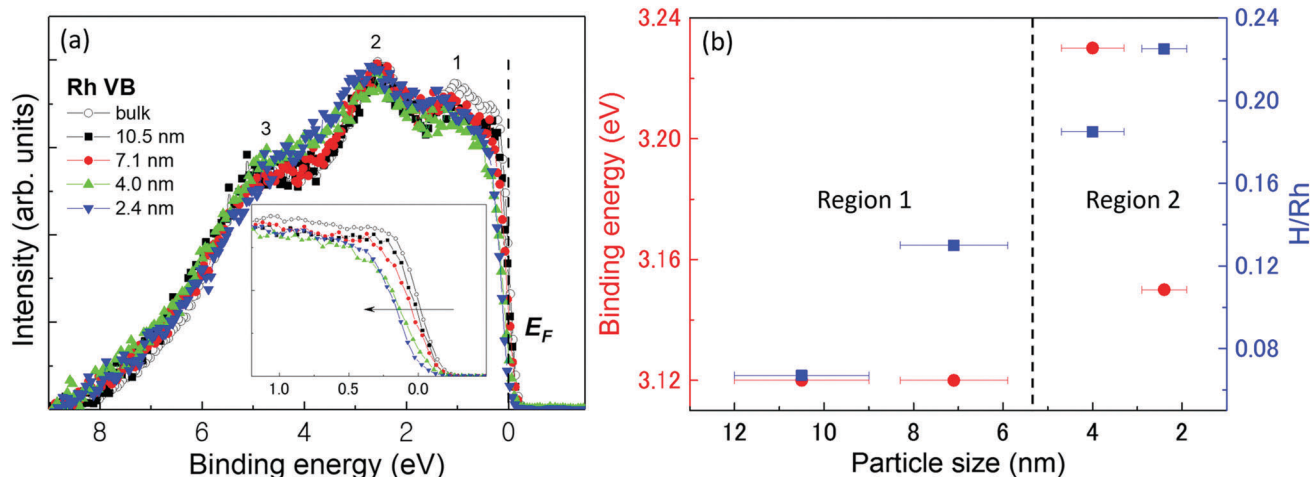 (a)
Rh VB
bulk
10.5 nm
7.1 nm
4.0 nm
2.4 nm
1
2
3
E_F
1.0 0.5 0.0
8 6 4 2 0
Binding energy (eV)
Intensity (arb. units)
(b)
Region 1
Region 2
3.24
3.20
3.16
3.12
Binding energy (eV)
0.24
0.20
0.16
0.12
0.08
H/Rh
12 10 8 6 4 2
Particle size (nm)